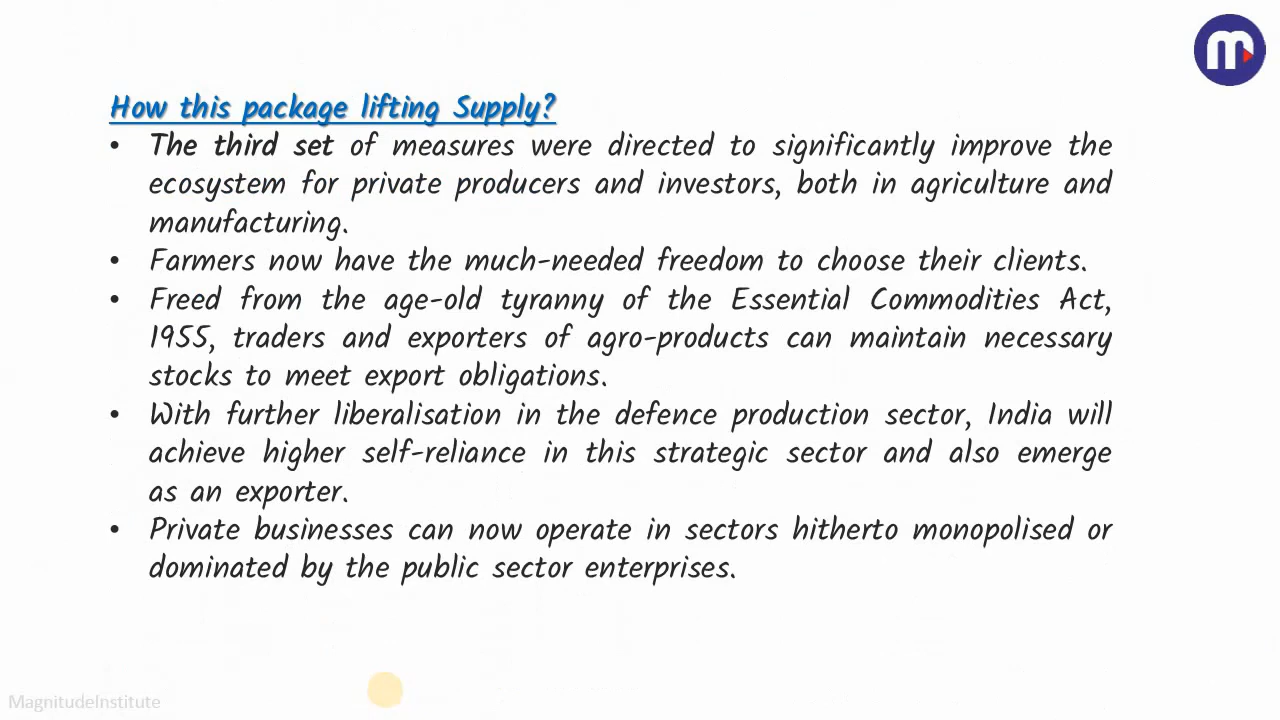 How this package lifting Supply?
• The third set of measures were directed to significantly improve the
ecosystem for private producers and investors, both in agriculture and
manufacturing.
• Farmers now have the much-needed freedom to choose their clients.
• Freed from the age-old tyranny of the Essential Commodities Act,
1955, traders and exporters of agro-products can maintain necessary
stocks to meet export obligations.
• With further liberalisation in the defence production sector, India will
achieve higher self-reliance in this strategic sector and also emerge
as an exporter.
• Private businesses can now operate in sectors hitherto monopolised or
dominated by the public sector enterprises.
MagnitudeInstitute
m